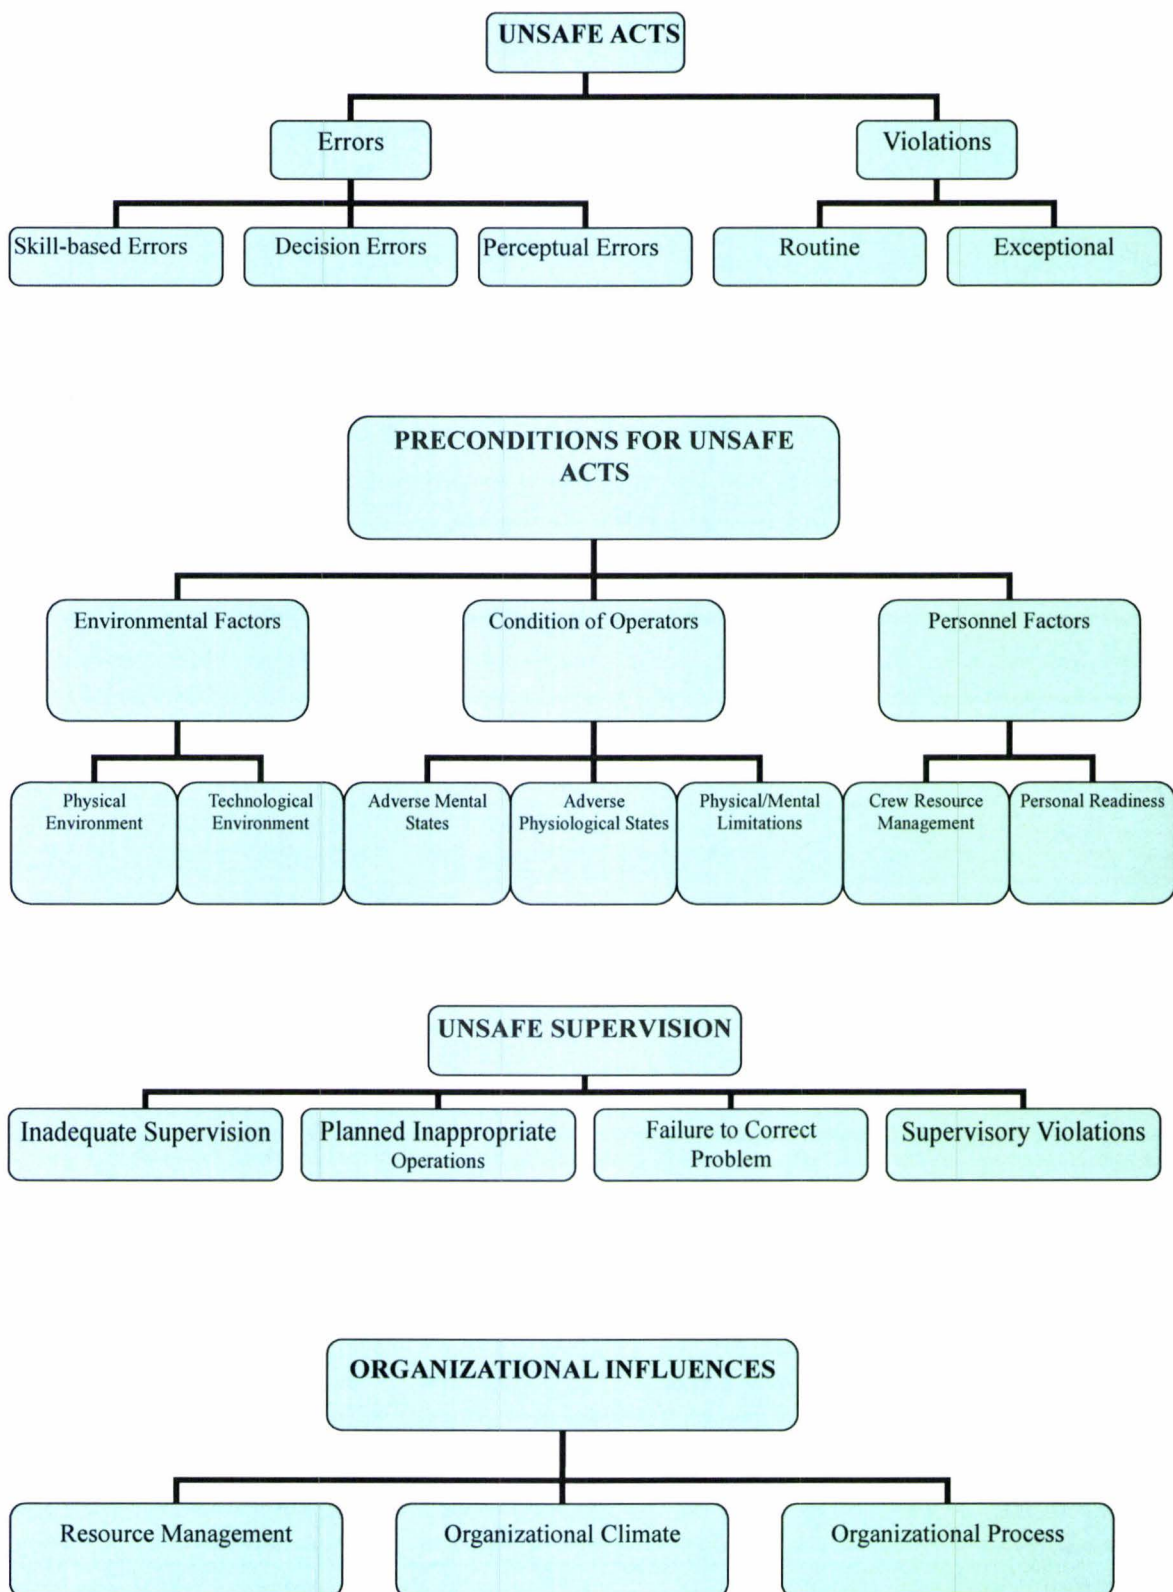 UNSAFE ACTS
Errors
Violations
Skill-based Errors
Decision Errors
Perceptual Errors
Routine
Exceptional
PRECONDITIONS FOR UNSAFE
ACTS
Environmental Factors
Condition of Operators
Personnel Factors
Physical
Environment
Technological
Environment
Adverse Mental
States
Adverse
Physiological States
Physical/Mental
Limitations
Crew Resource
Management
Personal Readiness
UNSAFE SUPERVISION
Inadequate Supervision
Planned Inappropriate
Operations
Failure to Correct
Problem
Supervisory Violations
ORGANIZATIONAL INFLUENCES
Resource Management
Organizational Climate
Organizational Process